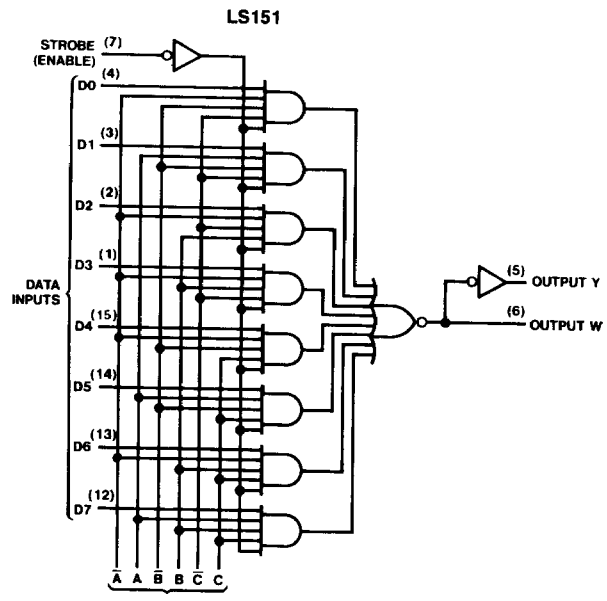 LS151
STROBE (7)
(ENABLE)
D0 (4)
D1 (3)
D2 (2)
D3 (1)
DATA
INPUTS
D4 (15)
D5 (14)
D6 (13)
D7 (12)
(5) OUTPUT Y
(6) OUTPUT W
A̅ A B̅ B C̅ C